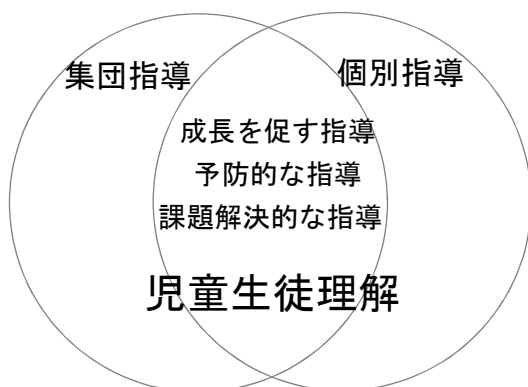 集団指導
個別指導
成長を促す指導
予防的な指導
課題解決的な指導
児童生徒理解